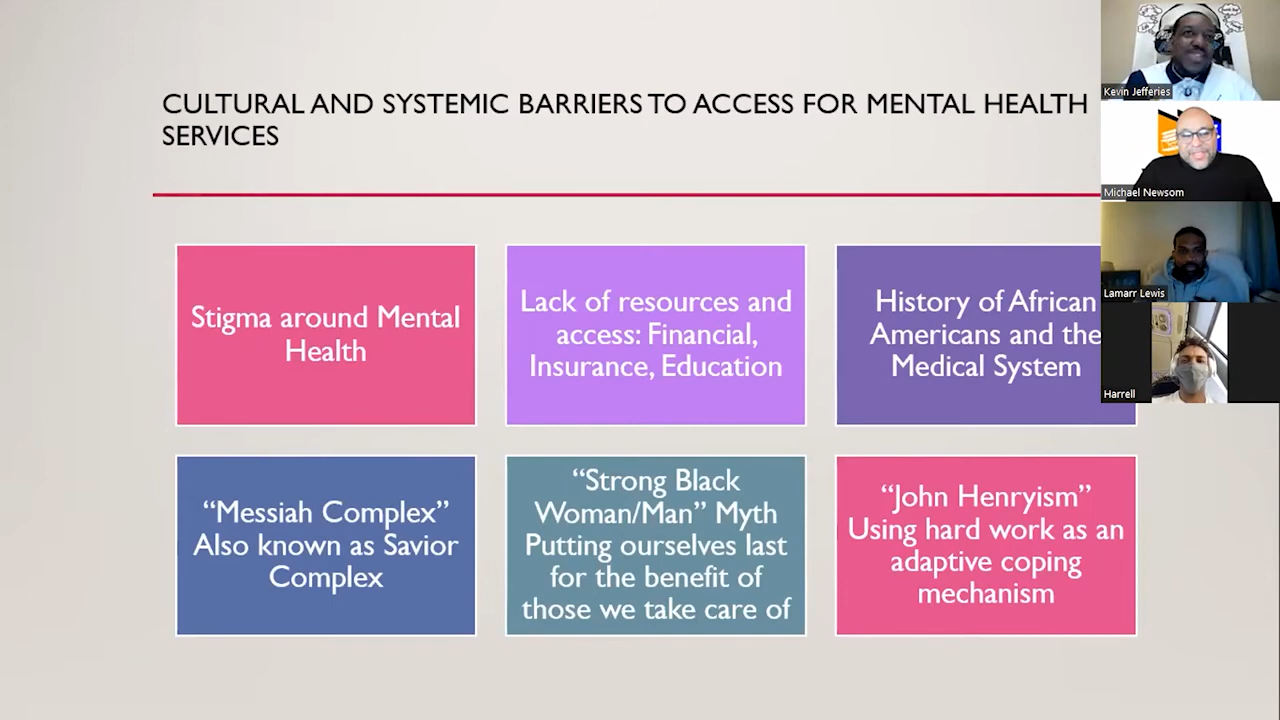 CULTURAL AND SYSTEMIC BARRIERS TO ACCESS FOR MENTAL HEALTH
SERVICES
Stigma around Mental
Health
Lack of resources and
access: Financial,
Insurance, Education
History of African
Americans and the
Medical System
“Messiah Complex”
Also known as Savior
Complex
“Strong Black
Woman/Man” Myth
Putting ourselves last
for the benefit of
those we take care of
“John Henryism”
Using hard work as an
adaptive coping
mechanism
Kevin Jefferies
Michael Newsom
Lamarr Lewis
Harrell